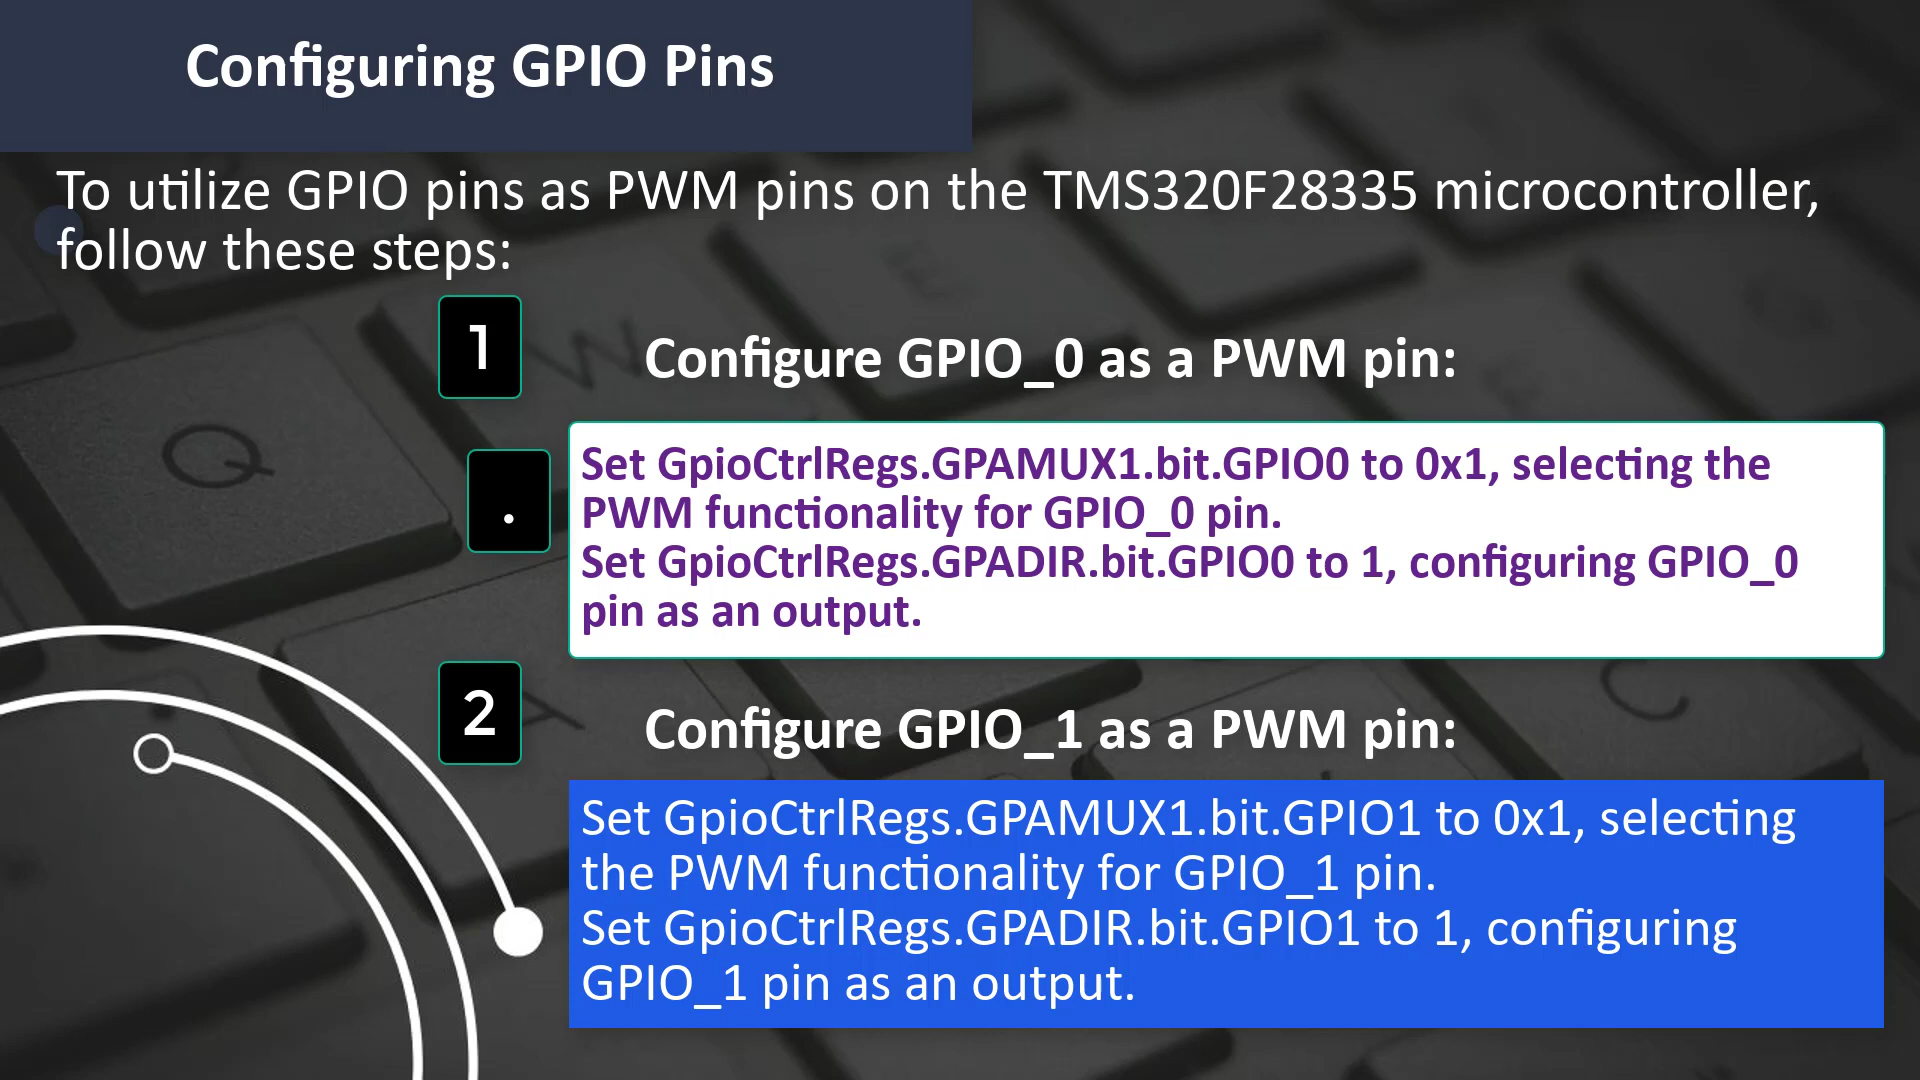 Configuring GPIO Pins
To utilize GPIO pins as PWM pins on the TMS320F28335 microcontroller,
follow these steps:
1
Configure GPIO_0 as a PWM pin:
.
Set GpioCtrlRegs.GPAMUX1.bit.GPIO0 to 0x1, selecting the
PWM functionality for GPIO_0 pin.
Set GpioCtrlRegs.GPADIR.bit.GPIO0 to 1, configuring GPIO_0
pin as an output.
2
Configure GPIO_1 as a PWM pin:
Set GpioCtrlRegs.GPAMUX1.bit.GPIO1 to 0x1, selecting
the PWM functionality for GPIO_1 pin.
Set GpioCtrlRegs.GPADIR.bit.GPIO1 to 1, configuring
GPIO_1 pin as an output.
Q
W
A
C